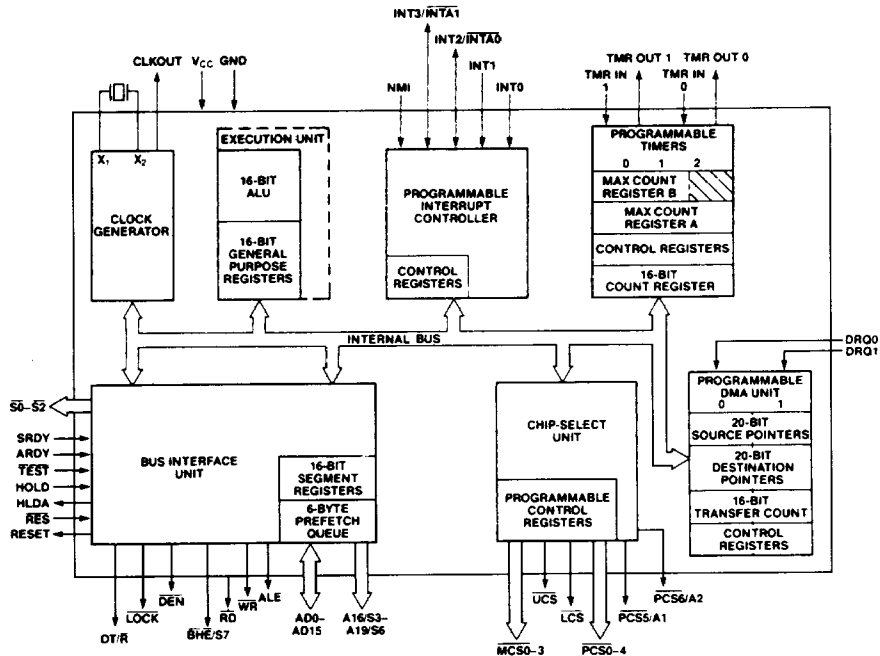 INT3/INTA1
INT2/INTA0
CLKOUT VCC GND
INT1
TMR OUT 1 TMR OUT 0
TMR IN 1
TMR IN 0
NMI
INT0
X1 X2
CLOCK
GENERATOR
EXECUTION UNIT
16-BIT
ALU
16-BIT
GENERAL
PURPOSE
REGISTERS
PROGRAMMABLE
INTERRUPT
CONTROLLER
CONTROL
REGISTERS
PROGRAMMABLE
TIMERS
0 1 2
MAX COUNT
REGISTER B
MAX COUNT
REGISTER A
CONTROL REGISTERS
16-BIT
COUNT REGISTER
INTERNAL BUS
DRQ0
DRQ1
S0-S2
SRDY
ARDY
TEST
HOLD
HLDA
RES
RESET
BUS INTERFACE
UNIT
16-BIT
SEGMENT
REGISTERS
6-BYTE
PREFETCH
QUEUE
CHIP-SELECT
UNIT
PROGRAMMABLE
CONTROL
REGISTERS
PROGRAMMABLE
DMA UNIT
0 1
20-BIT
SOURCE POINTERS
20-BIT
DESTINATION
POINTERS
16-BIT
TRANSFER COUNT
CONTROL
REGISTERS
DT/R
LOCK
DEN
BHE/S7
RD
WR
ALE
AD0-
AD15
A16/S3-
A19/S6
MCS0-3
UCS
LCS
PCS0-4
PCS5/A1
PCS6/A2